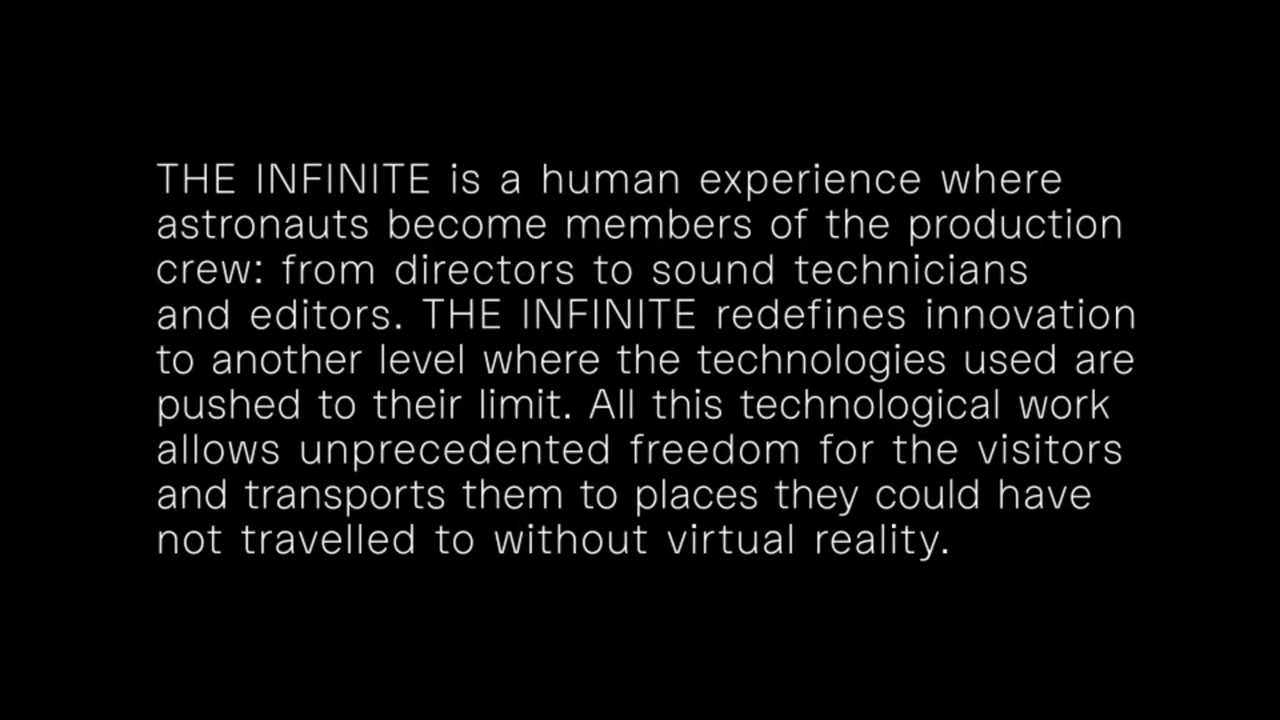 THE INFINITE is a human experience where
astronauts become members of the production
crew: from directors to sound technicians
and editors. THE INFINITE redefines innovation
to another level where the technologies used are
pushed to their limit. All this technological work
allows unprecedented freedom for the visitors
and transports them to places they could have
not travelled to without virtual reality.